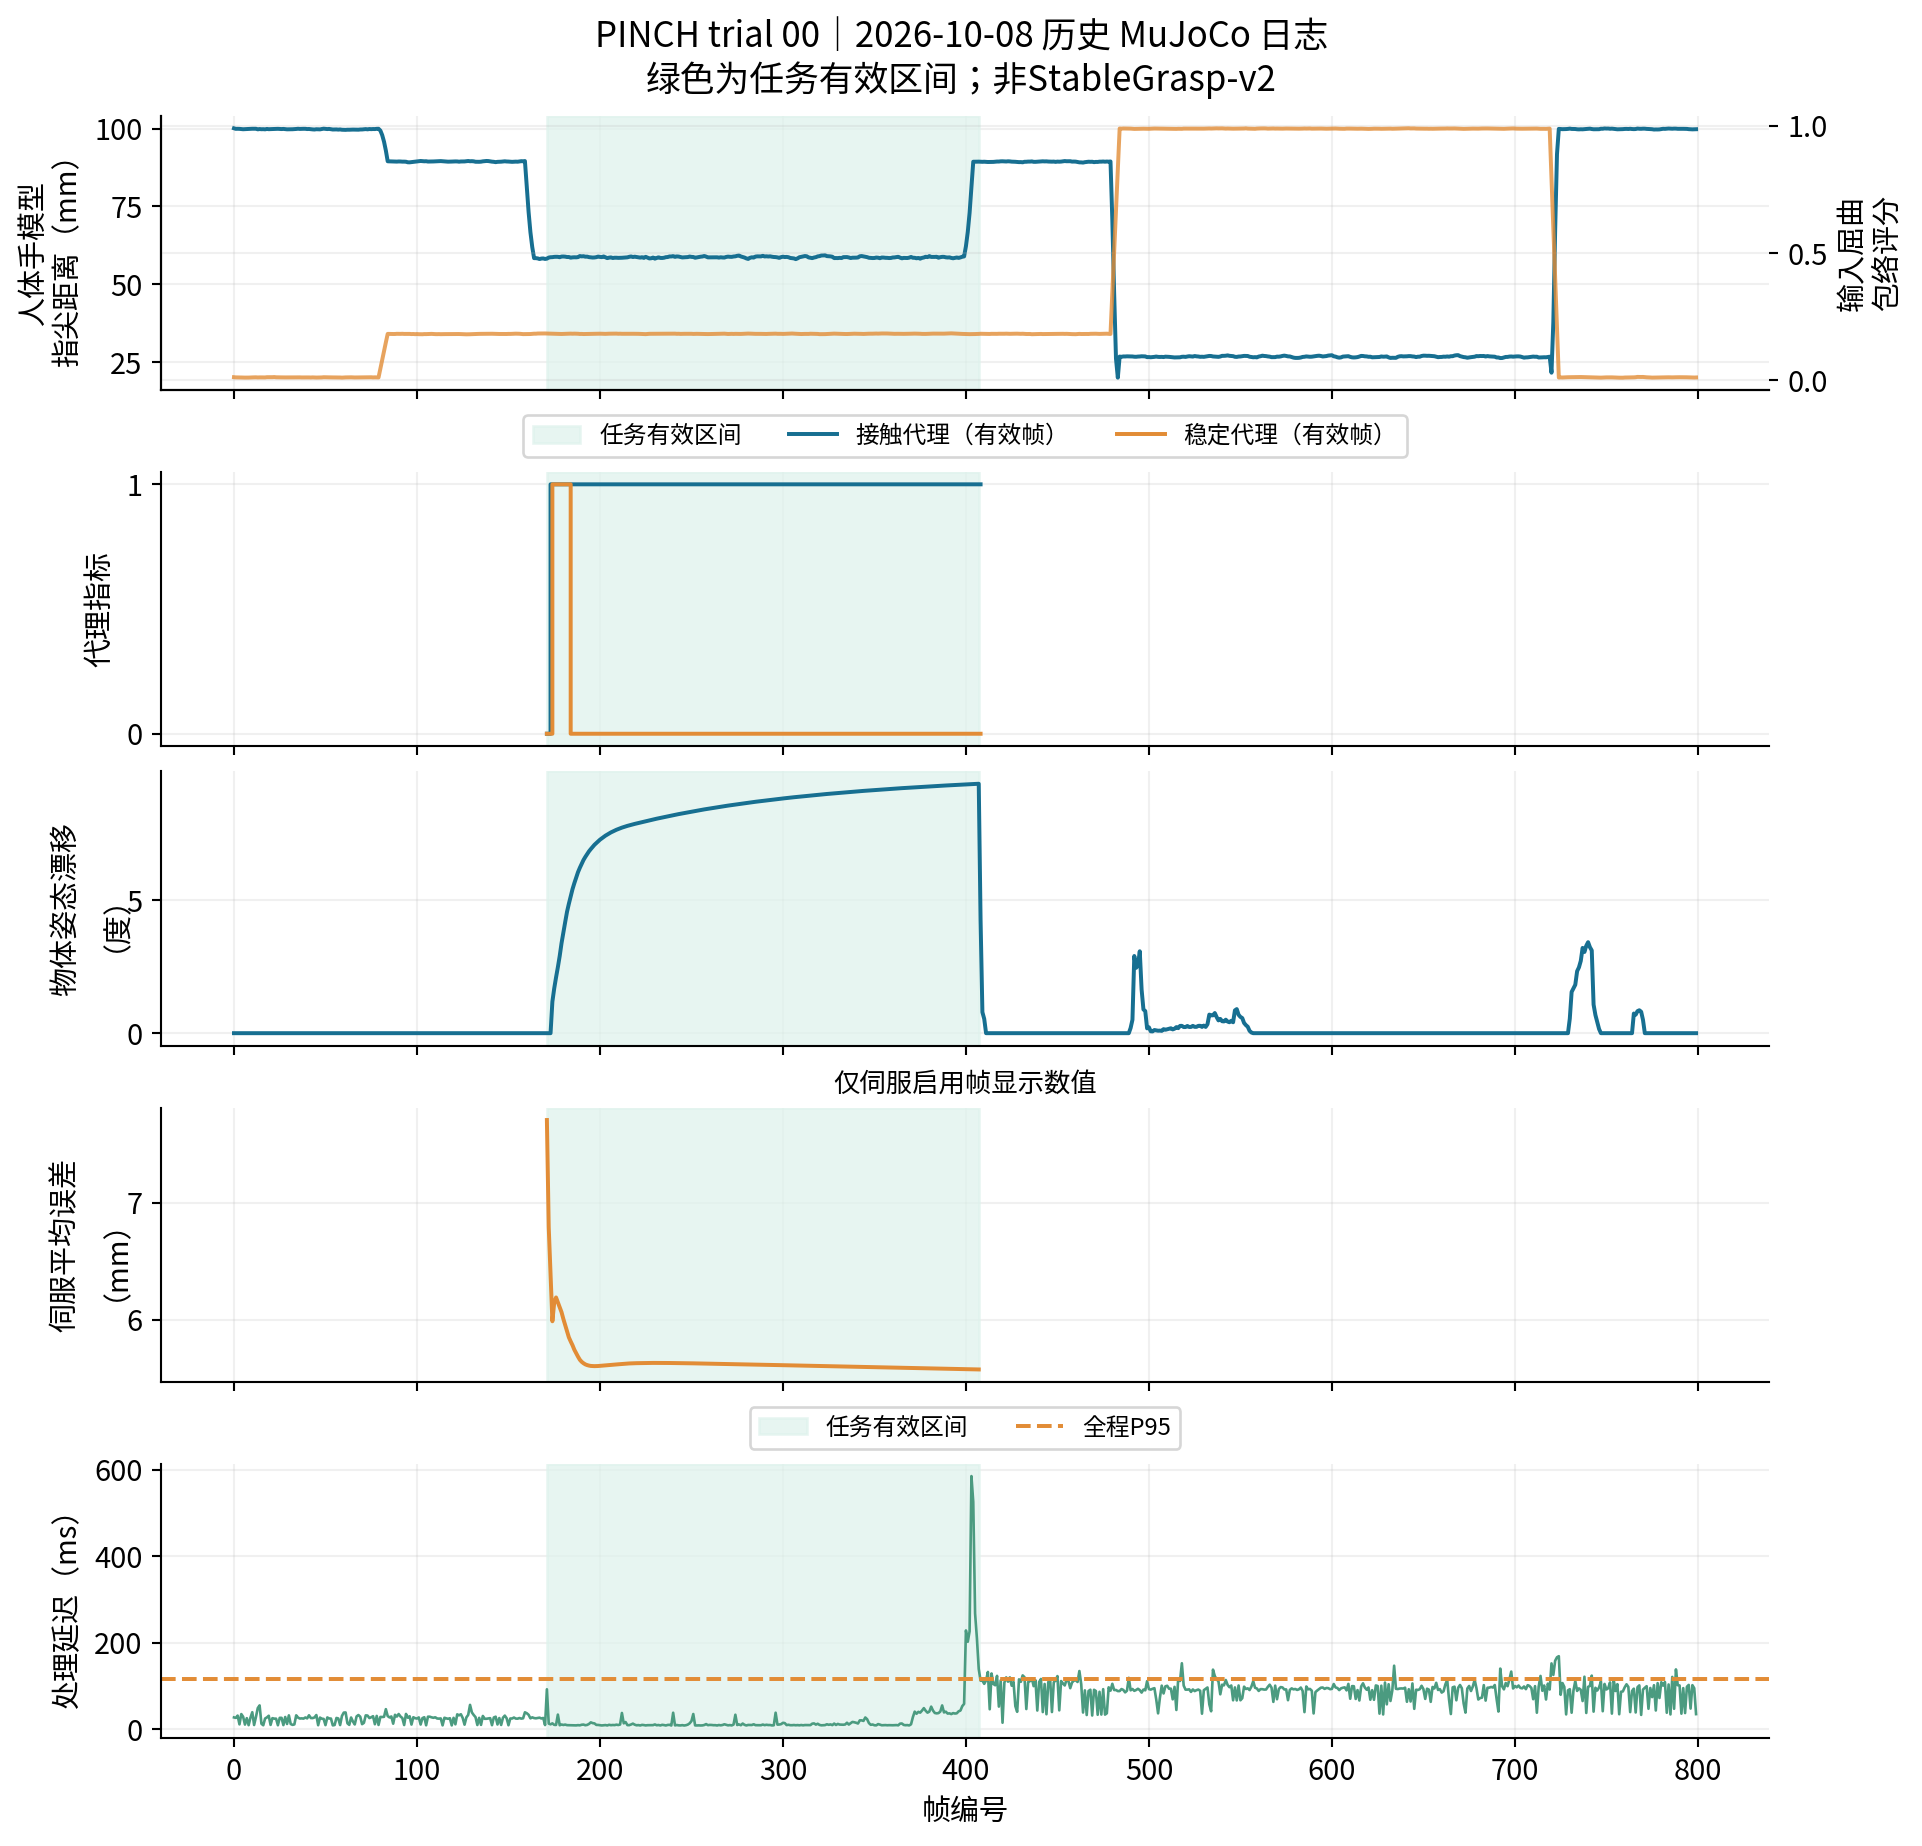 PINCH trial 00｜2026-10-08 历史 MuJoCo 日志
绿色为任务有效区间；非StableGrasp-v2
人体手模型
指尖距离（mm）
100
75
50
25
1.0
0.5
0.0
输入屈曲
包络评分
任务有效区间
接触代理（有效帧）
稳定代理（有效帧）
代理指标
1
0
物体姿态漂移
（度）
5
0
仅伺服启用帧显示数值
伺服平均误差
（mm）
7
6
任务有效区间
全程P95
处理延迟（ms）
600
400
200
0
0
100
200
300
400
500
600
700
800
帧编号